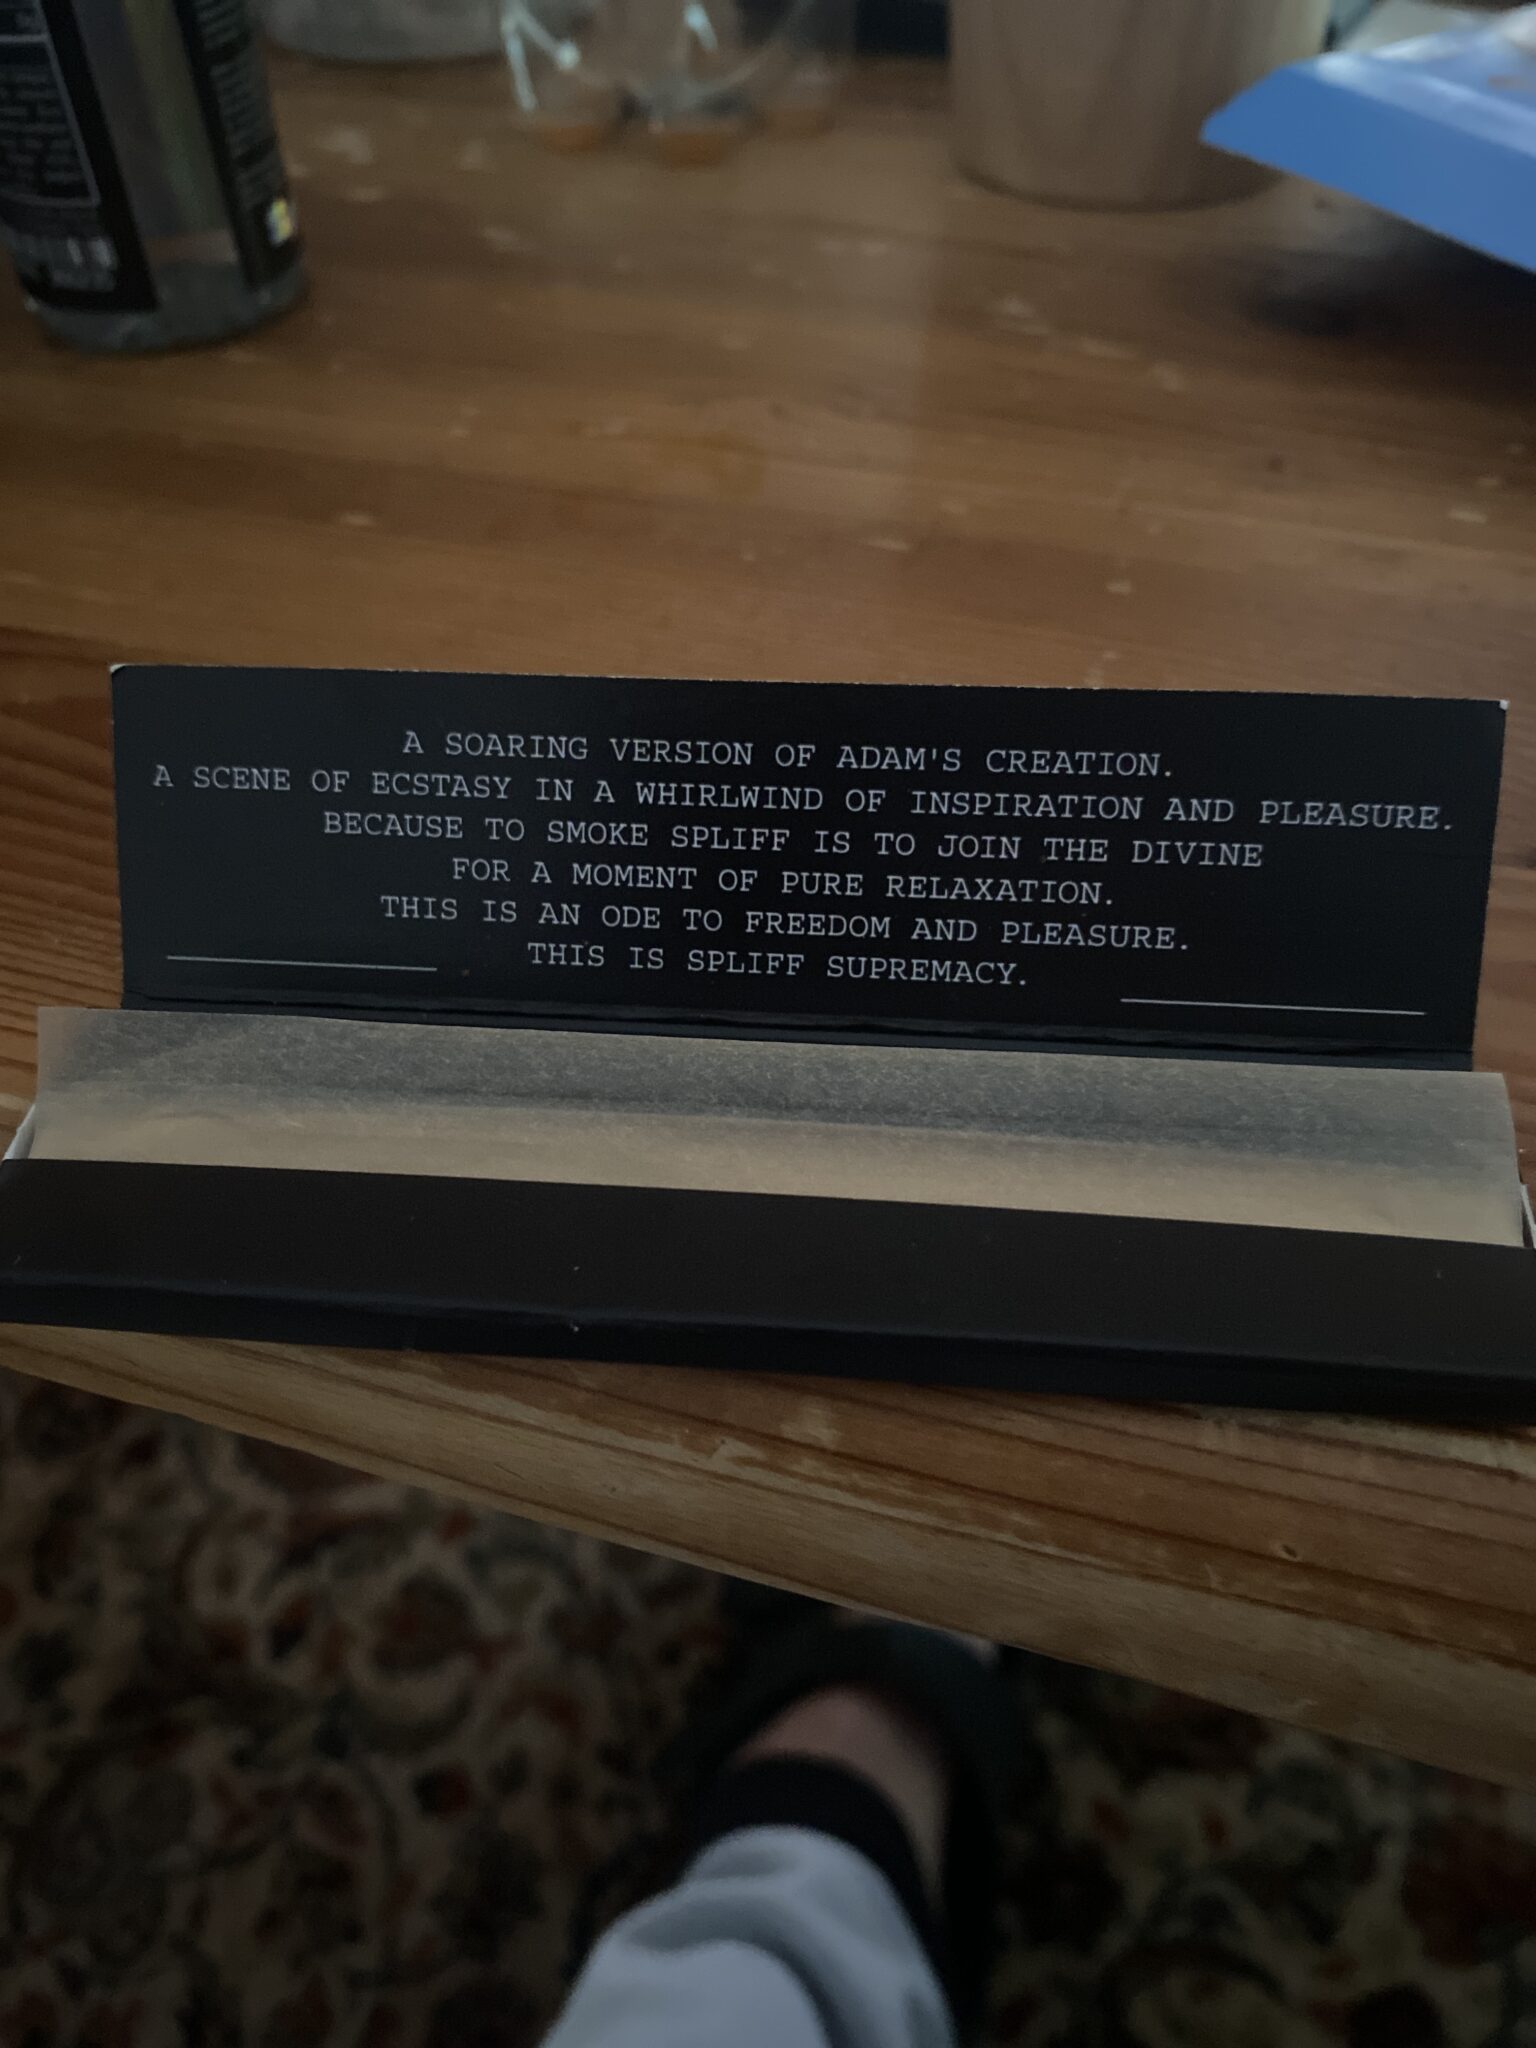 A SOARING VERSION OF ADAM'S CREATION.
A SCENE OF ECSTASY IN A WHIRLWIND OF INSPIRATION AND PLEASURE.
BECAUSE TO SMOKE SPLIFF IS TO JOIN THE DIVINE
FOR A MOMENT OF PURE RELAXATION.
THIS IS AN ODE TO FREEDOM AND PLEASURE.
THIS IS SPLIFF SUPREMACY.